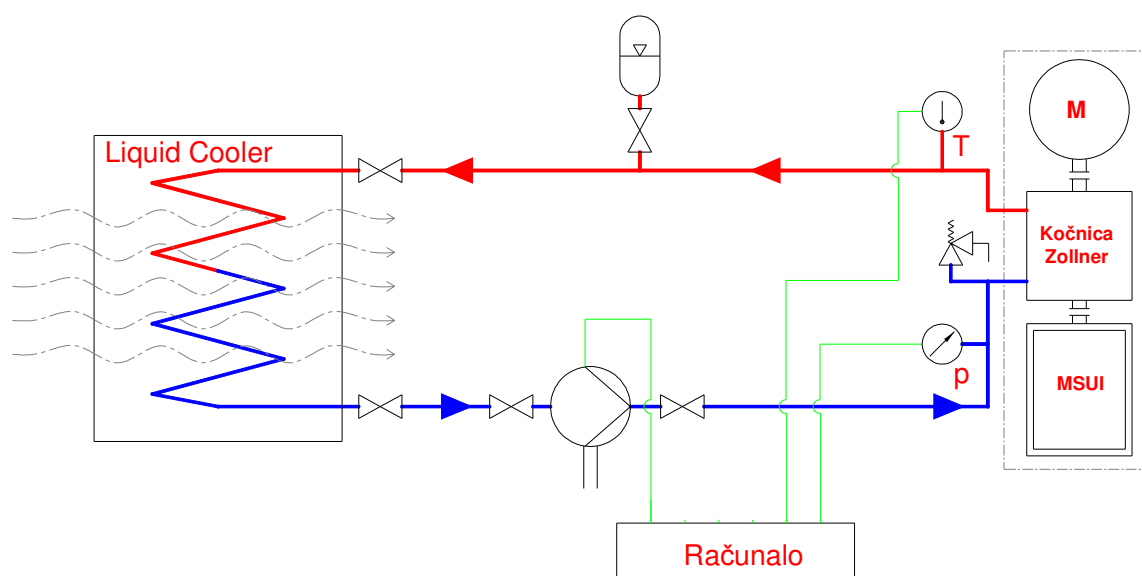 M
Liquid Cooler
T
Kočnica
Zollner
p
MSUI
Računalo